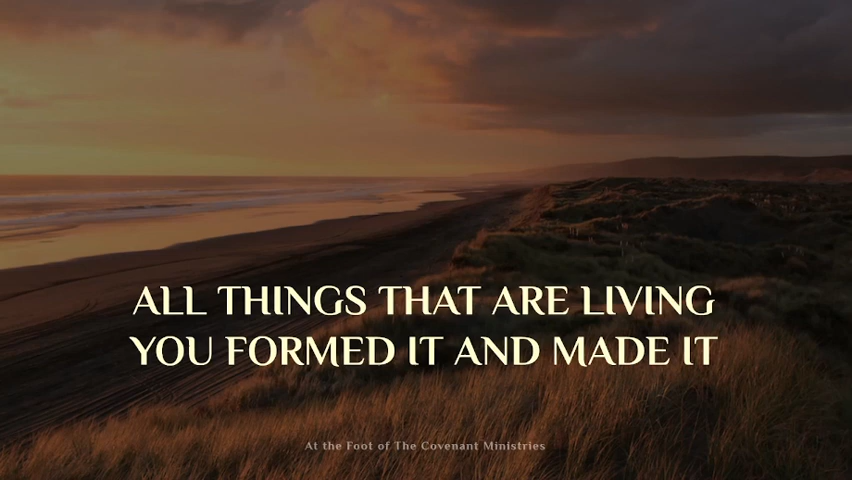 ALL THINGS THAT ARE LIVING
YOU FORMED IT AND MADE IT
At the Foot of The Covenant Ministries